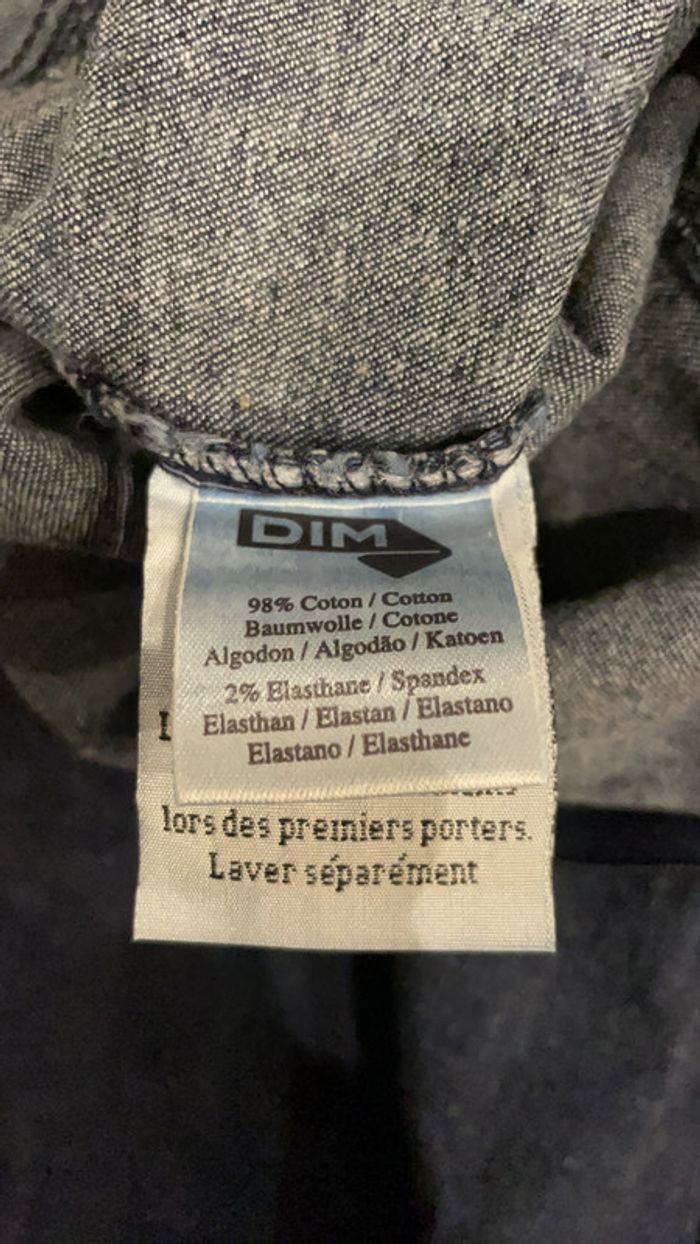 DIM
98% Coton / Cotton
Baumwolle / Cotone
Algodon / Algodão / Katoen
2% Elasthane / Spandex
Elasthan / Elastan / Elastano
Elastano / Elasthane
lors des premiers porters.
Laver séparément